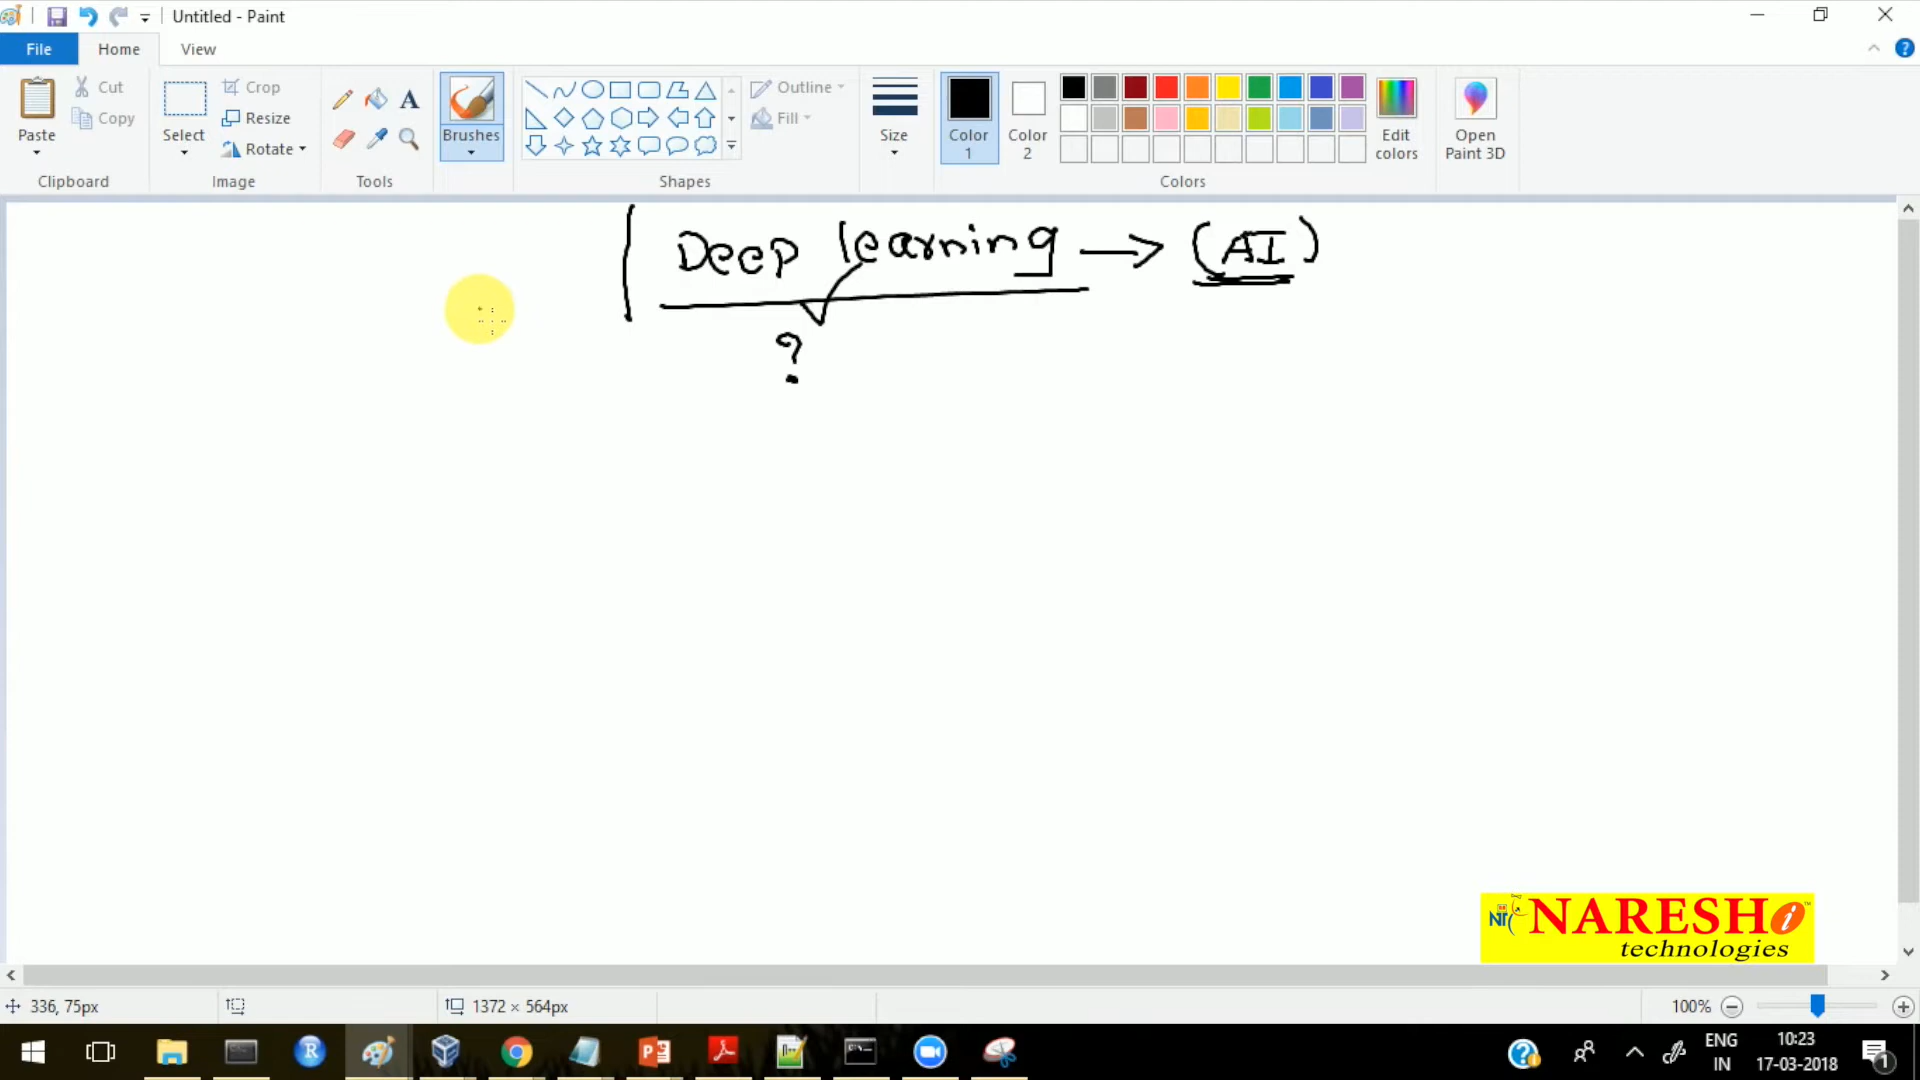 Untitled - Paint
File Home View
Paste
Cut
Copy
Clipboard
Select
Crop
Resize
Rotate
Image
Tools
Brushes
Shapes
Outline
Fill
Size
Color 1
Color 2
Edit colors
Open Paint 3D
Colors
Deep learning → (AI)
?
NARESH i ™
technologies
336, 75px
1372 × 564px
100%
ENG
IN
10:23
17-03-2018
1